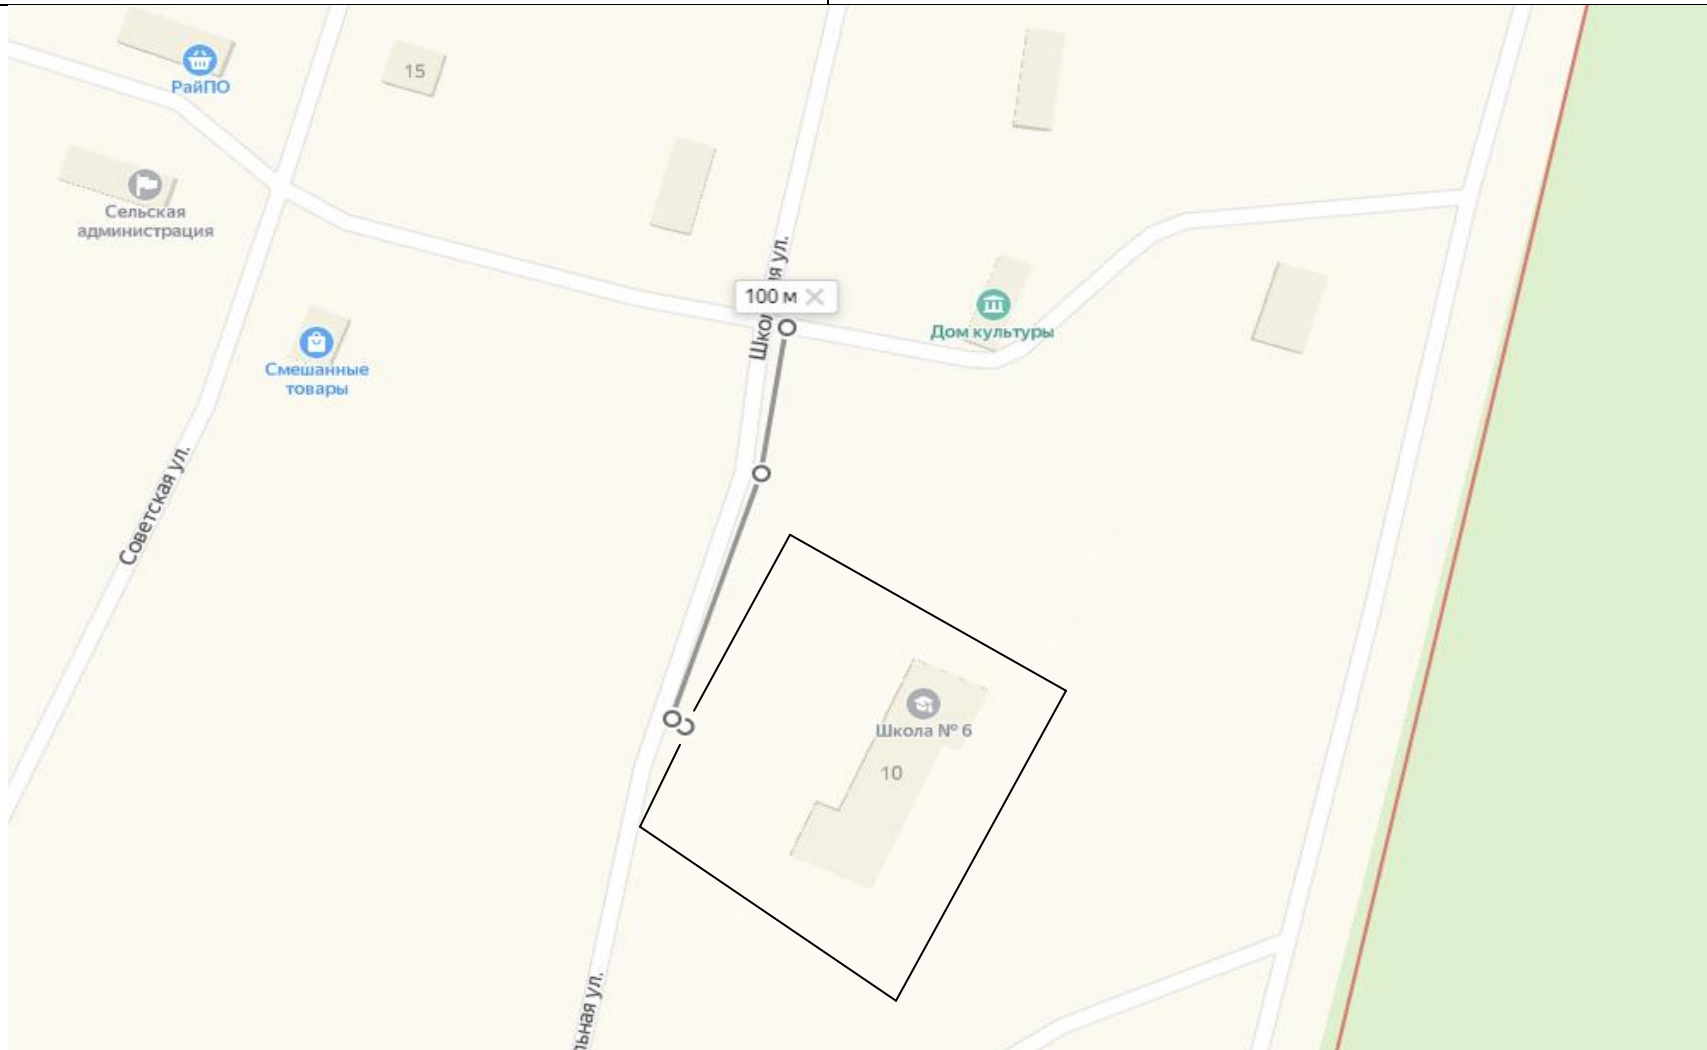 РайПО
15
Сельская
администрация
100 м
Дом культуры
Смешанные
товары
Советская ул.
Школа № 6
10